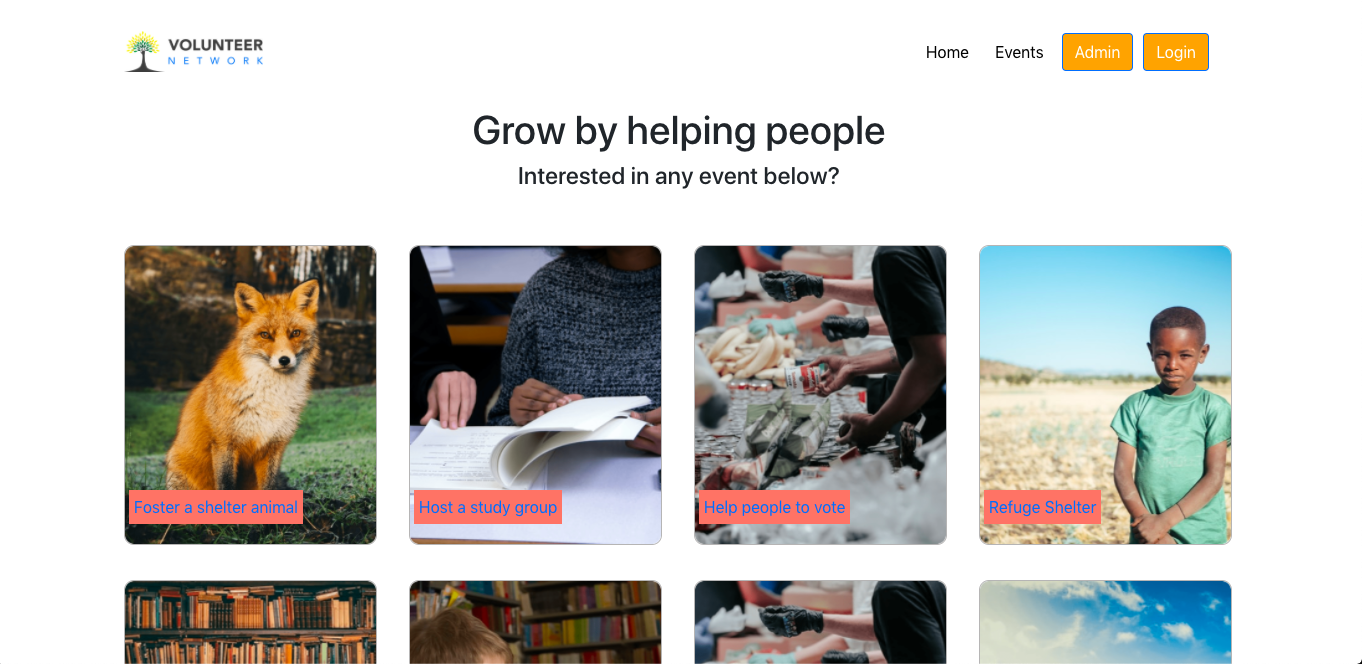 VOLUNTEER
NETWORK
Home Events Admin Login
Grow by helping people
Interested in any event below?
Foster a shelter animal
Host a study group
Help people to vote
Refuge Shelter